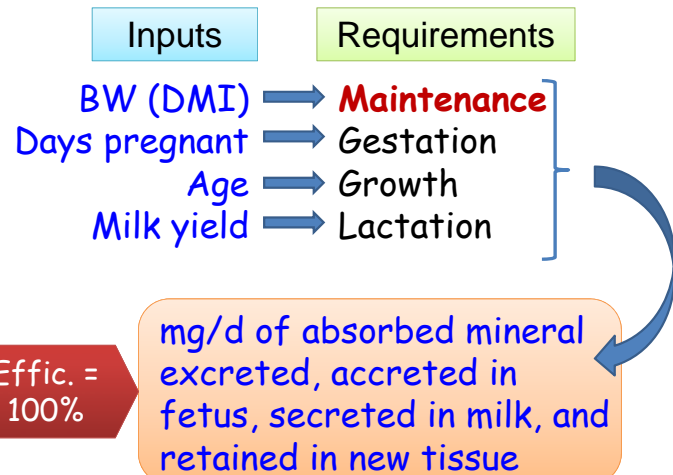 Inputs
Requirements
BW (DMI)
Maintenance
Days pregnant
Gestation
Age
Growth
Milk yield
Lactation
Effic. =
100%
mg/d of absorbed mineral
excreted, accreted in
fetus, secreted in milk, and
retained in new tissue